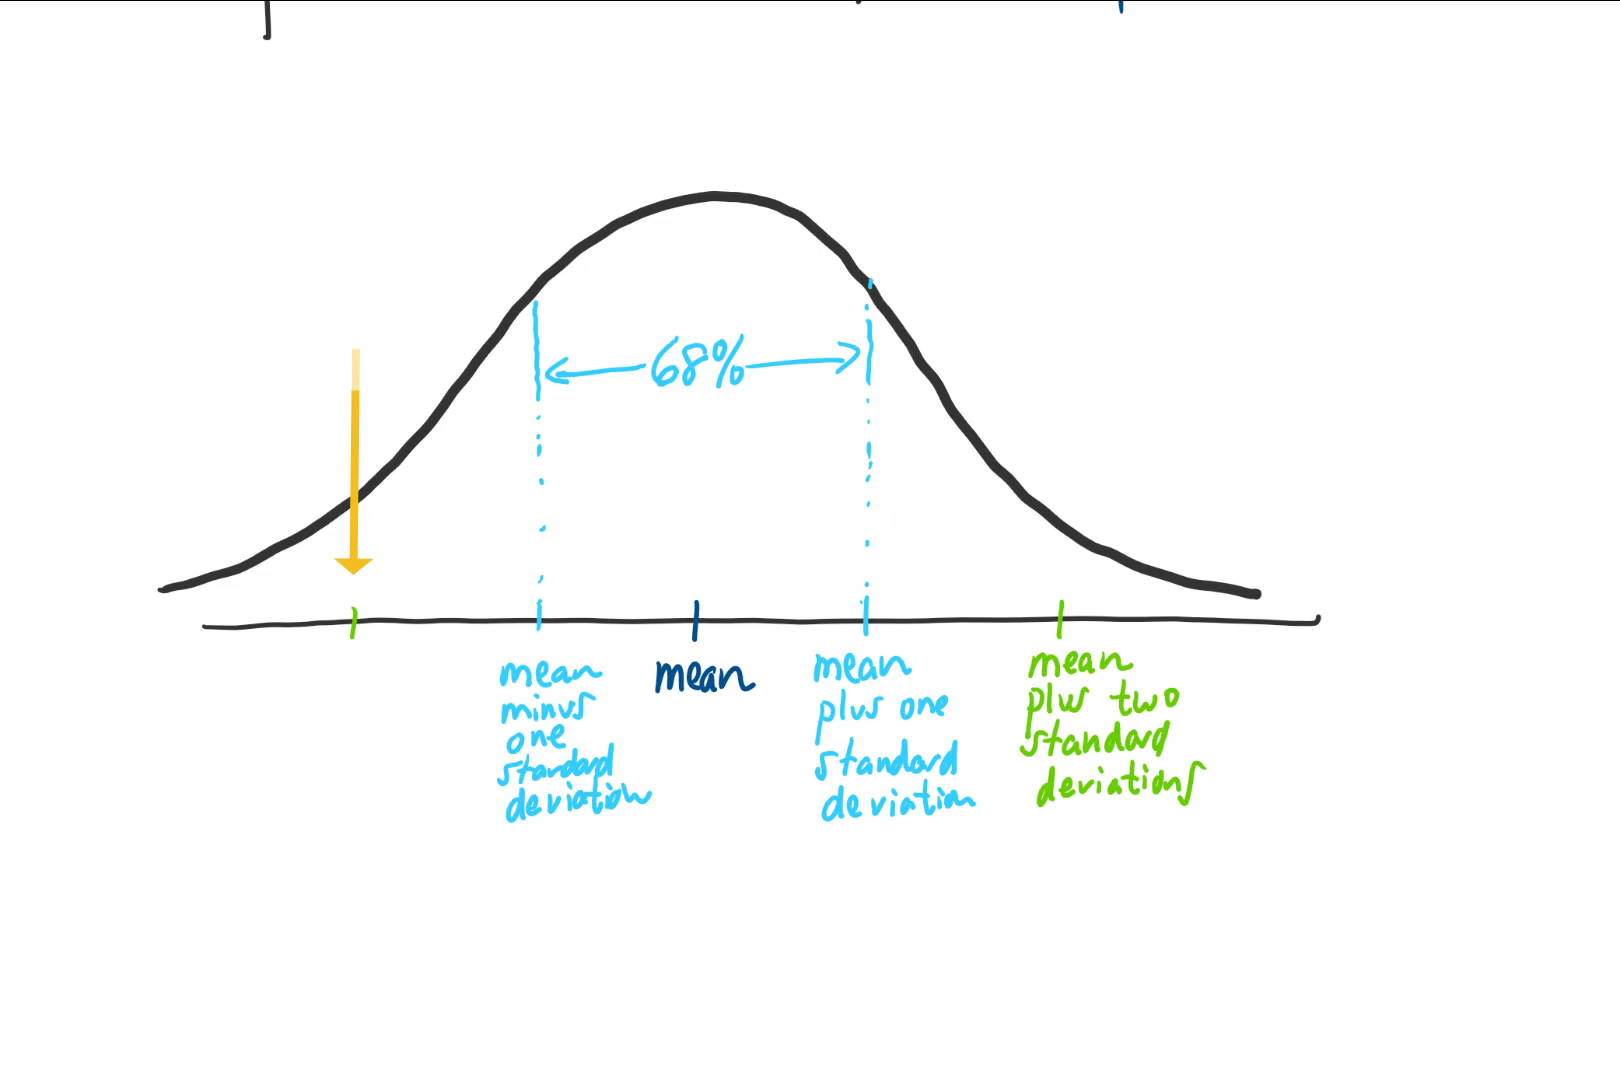 68%
mean
minus
one
standard
deviation
mean
mean
plus one
standard
deviation
mean
plus two
standard
deviations